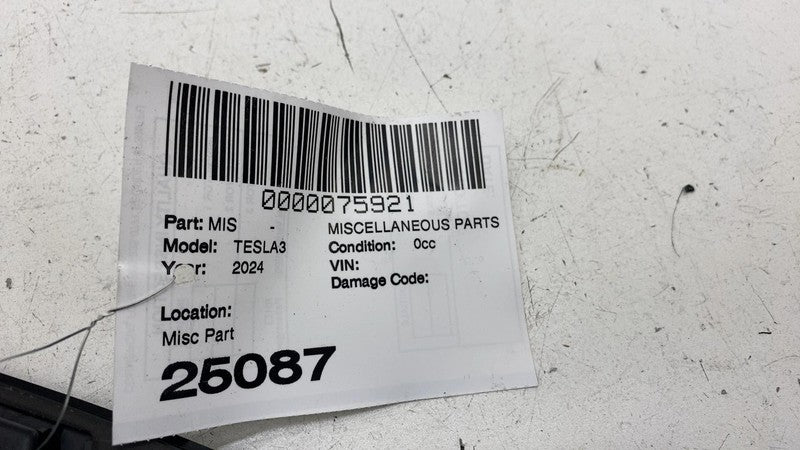 0000075921
Part: MIS - MISCELLANEOUS PARTS
Model: TESLA3 Condition: 0cc
Year: 2024 VIN:
Damage Code:
Location:
Misc Part
25087